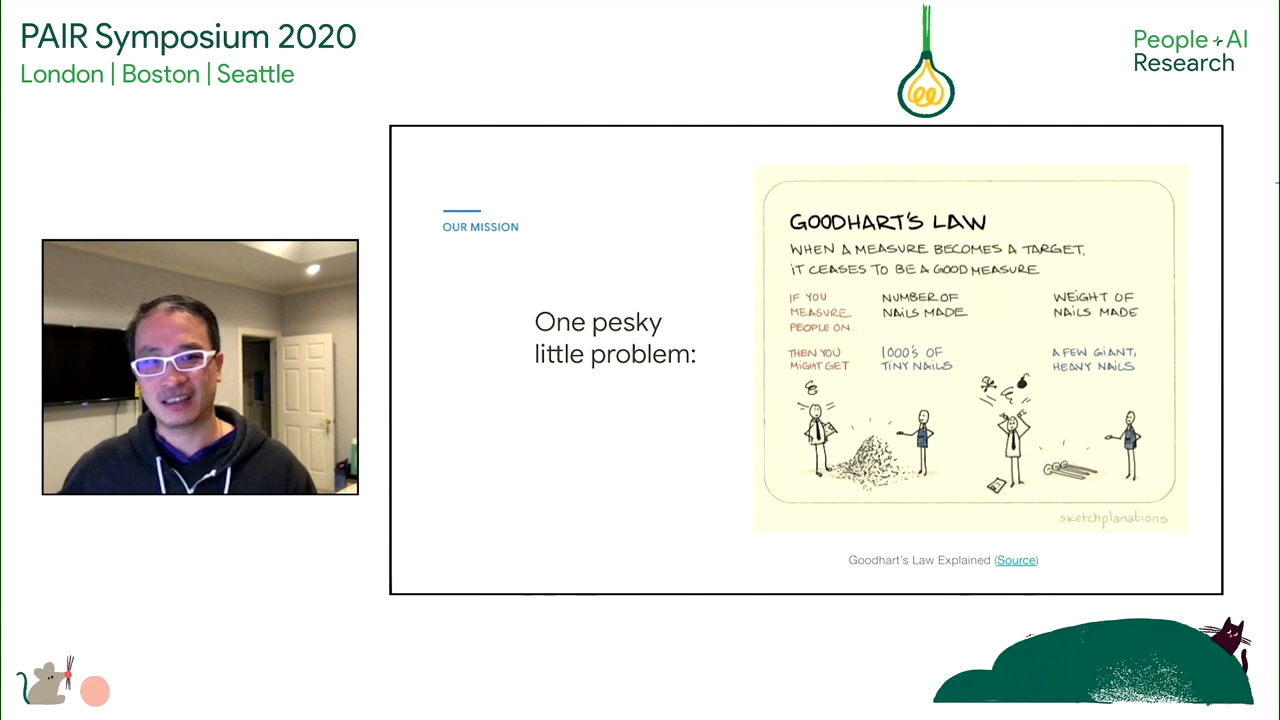 PAIR Symposium 2020
London | Boston | Seattle
People + AI
Research
OUR MISSION
One pesky
little problem:
GOODHART'S LAW
WHEN A MEASURE BECOMES A TARGET,
IT CEASES TO BE A GOOD MEASURE
IF YOU
MEASURE
PEOPLE ON...
NUMBER OF
NAILS MADE
WEIGHT OF
NAILS MADE
THEN YOU
MIGHT GET
1000'S OF
TINY NAILS
A FEW GIANT,
HEAVY NAILS
sketchplanations
Goodhart's Law Explained (Source)